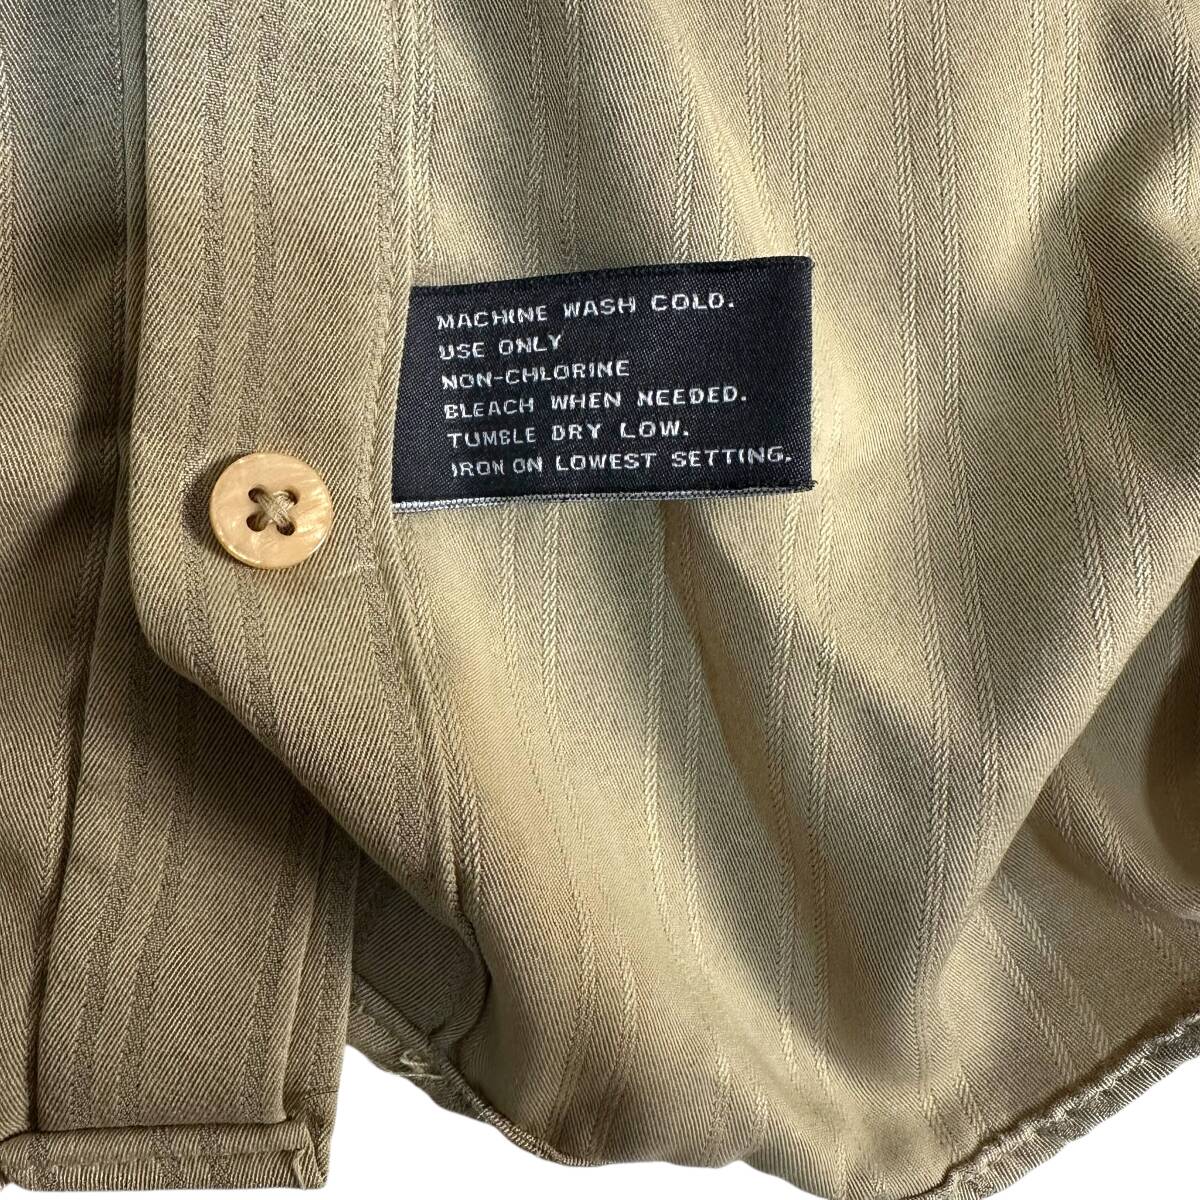 MACHINE WASH COLD.
USE ONLY
NON-CHLORINE
BLEACH WHEN NEEDED.
TUMBLE DRY LOW.
IRON ON LOWEST SETTING.